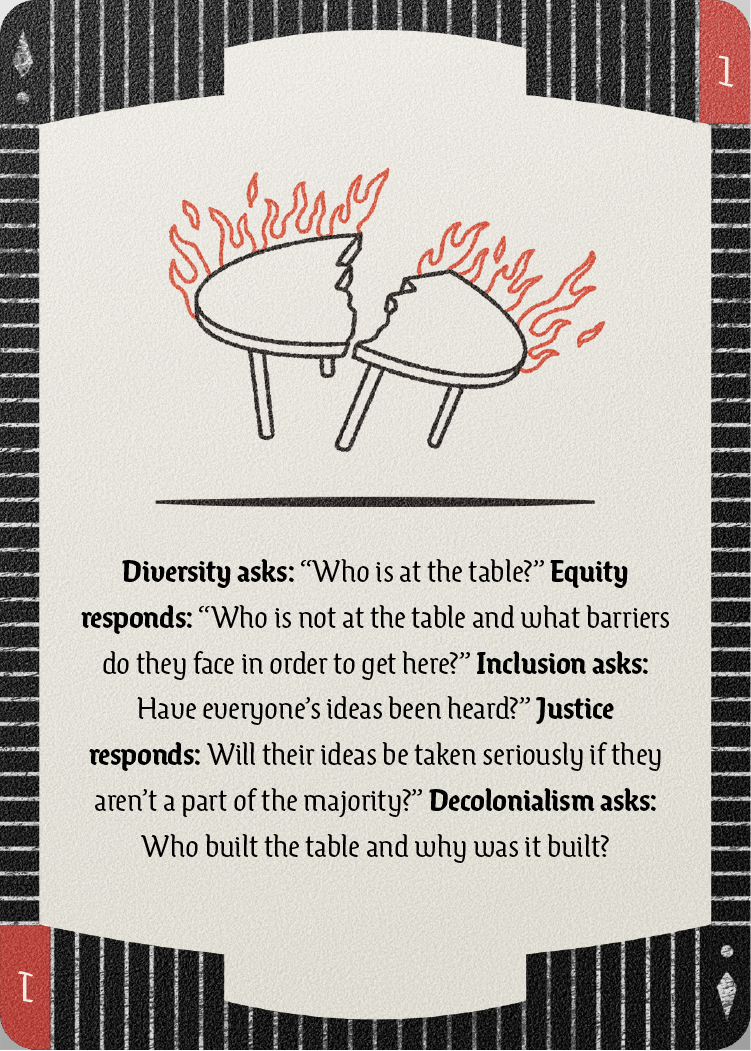 1
Diversity asks: “Who is at the table?” Equity
responds: “Who is not at the table and what barriers
do they face in order to get here?” Inclusion asks:
Have everyone’s ideas been heard?” Justice
responds: Will their ideas be taken seriously if they
aren’t a part of the majority?” Decolonialism asks:
Who built the table and why was it built?
1